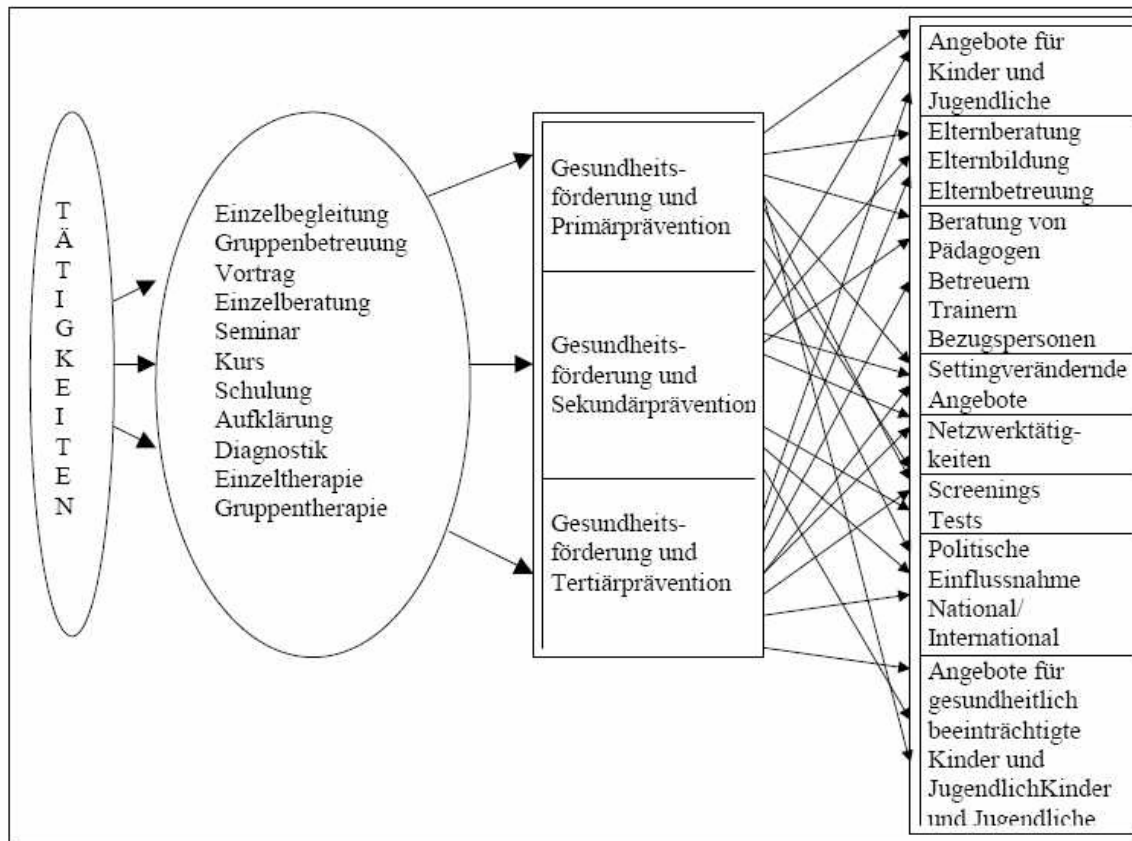 TÄTIGKEITEN
Einzelbegleitung
Gruppenbetreuung
Vortrag
Einzelberatung
Seminar
Kurs
Schulung
Aufklärung
Diagnostik
Einzeltherapie
Gruppentherapie
Gesundheits-
förderung und
Primärprävention
Gesundheits-
förderung und
Sekundärprävention
Gesundheits-
förderung und
Tertiärprävention
Angebote für
Kinder und
Jugendliche
Elternberatung
Elternbildung
Elternbetreuung
Beratung von
Pädagogen
Betreuern
Trainern
Bezugspersonen
Settingverändernde
Angebote
Netzwerktätig-
keiten
Screenings
Tests
Politische
Einflussnahme
National/
International
Angebote für
gesundheitlich
beeinträchtigte
Kinder und
JugendlichKinder
und Jugendliche